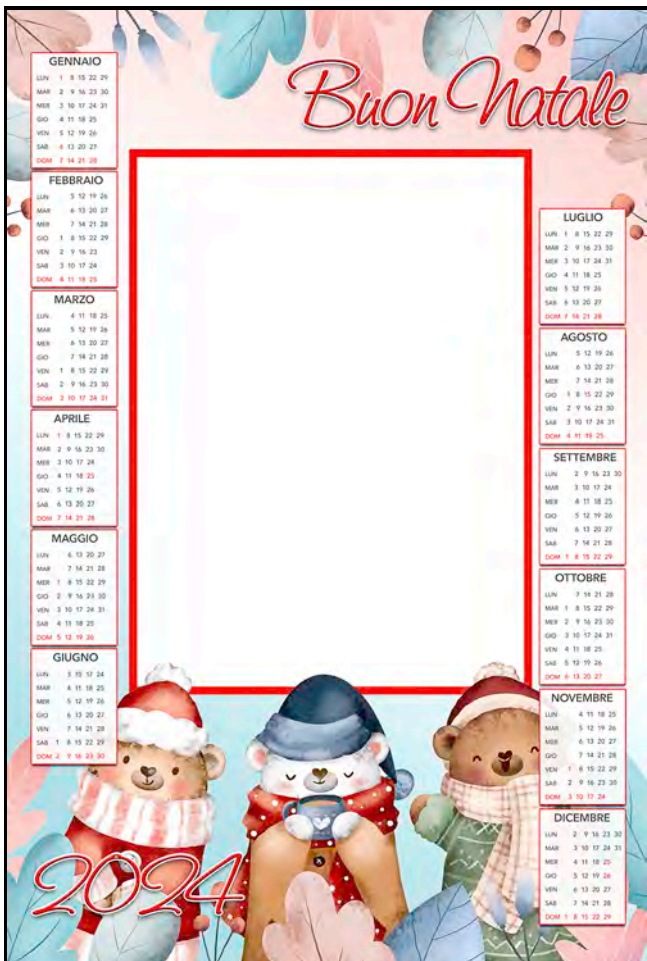 Buon Natale
GENNAIO
LUN 1 8 15 22 29
MAR 2 9 16 23 30
MER 3 10 17 24 31
GIO 4 11 18 25
VEN 5 12 19 26
SAB 6 13 20 27
DOM 7 14 21 28
FEBBRAIO
LUN 5 12 19 26
MAR 6 13 20 27
MER 7 14 21 28
GIO 1 8 15 22 29
VEN 2 9 16 23
SAB 3 10 17 24
DOM 4 11 18 25
MARZO
LUN 4 11 18 25
MAR 5 12 19 26
MER 6 13 20 27
GIO 7 14 21 28
VEN 1 8 15 22 29
SAB 2 9 16 23 30
DOM 3 10 17 24 31
APRILE
LUN 1 8 15 22 29
MAR 2 9 16 23 30
MER 3 10 17 24
GIO 4 11 18 25
VEN 5 12 19 26
SAB 6 13 20 27
DOM 7 14 21 28
MAGGIO
LUN 6 13 20 27
MAR 7 14 21 28
MER 1 8 15 22 29
GIO 2 9 16 23 30
VEN 3 10 17 24 31
SAB 4 11 18 25
DOM 5 12 19 26
GIUGNO
LUN 3 10 17 24
MAR 4 11 18 25
MER 5 12 19 26
GIO 6 13 20 27
VEN 7 14 21 28
SAB 1 8 15 22 29
DOM 2 9 16 23 30
LUGLIO
LUN 1 8 15 22 29
MAR 2 9 16 23 30
MER 3 10 17 24 31
GIO 4 11 18 25
VEN 5 12 19 26
SAB 6 13 20 27
DOM 7 14 21 28
AGOSTO
LUN 5 12 19 26
MAR 6 13 20 27
MER 7 14 21 28
GIO 1 8 15 22 29
VEN 2 9 16 23 30
SAB 3 10 17 24 31
DOM 4 11 18 25
SETTEMBRE
LUN 2 9 16 23 30
MAR 3 10 17 24
MER 4 11 18 25
GIO 5 12 19 26
VEN 6 13 20 27
SAB 7 14 21 28
DOM 1 8 15 22 29
OTTOBRE
LUN 7 14 21 28
MAR 1 8 15 22 29
MER 2 9 16 23 30
GIO 3 10 17 24 31
VEN 4 11 18 25
SAB 5 12 19 26
DOM 6 13 20 27
NOVEMBRE
LUN 4 11 18 25
MAR 5 12 19 26
MER 6 13 20 27
GIO 7 14 21 28
VEN 1 8 15 22 29
SAB 2 9 16 23 30
DOM 3 10 17 24
DICEMBRE
LUN 2 9 16 23 30
MAR 3 10 17 24 31
MER 4 11 18 25
GIO 5 12 19 26
VEN 6 13 20 27
SAB 7 14 21 28
DOM 1 8 15 22 29
2024